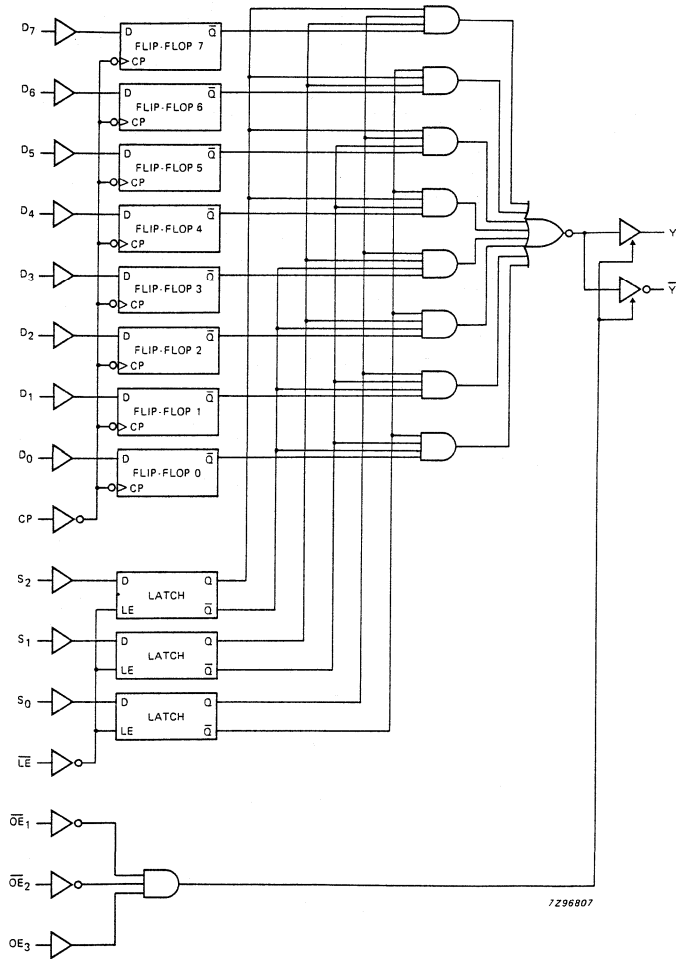 D7
D Q̅
FLIP-FLOP 7
CP
D6
D Q̅
FLIP-FLOP 6
CP
D5
D Q̅
FLIP-FLOP 5
CP
D4
D Q̅
FLIP-FLOP 4
CP
Y
D3
D Q̅
FLIP-FLOP 3
CP
Y̅
D2
D Q̅
FLIP-FLOP 2
CP
D1
D Q̅
FLIP-FLOP 1
CP
D0
D Q̅
FLIP-FLOP 0
CP
CP
S2
D Q
LATCH
LE Q̅
S1
D Q
LATCH
LE Q̅
S0
D Q
LATCH
LE Q̅
L̅E̅
O̅E̅1
O̅E̅2
7Z96807
OE3